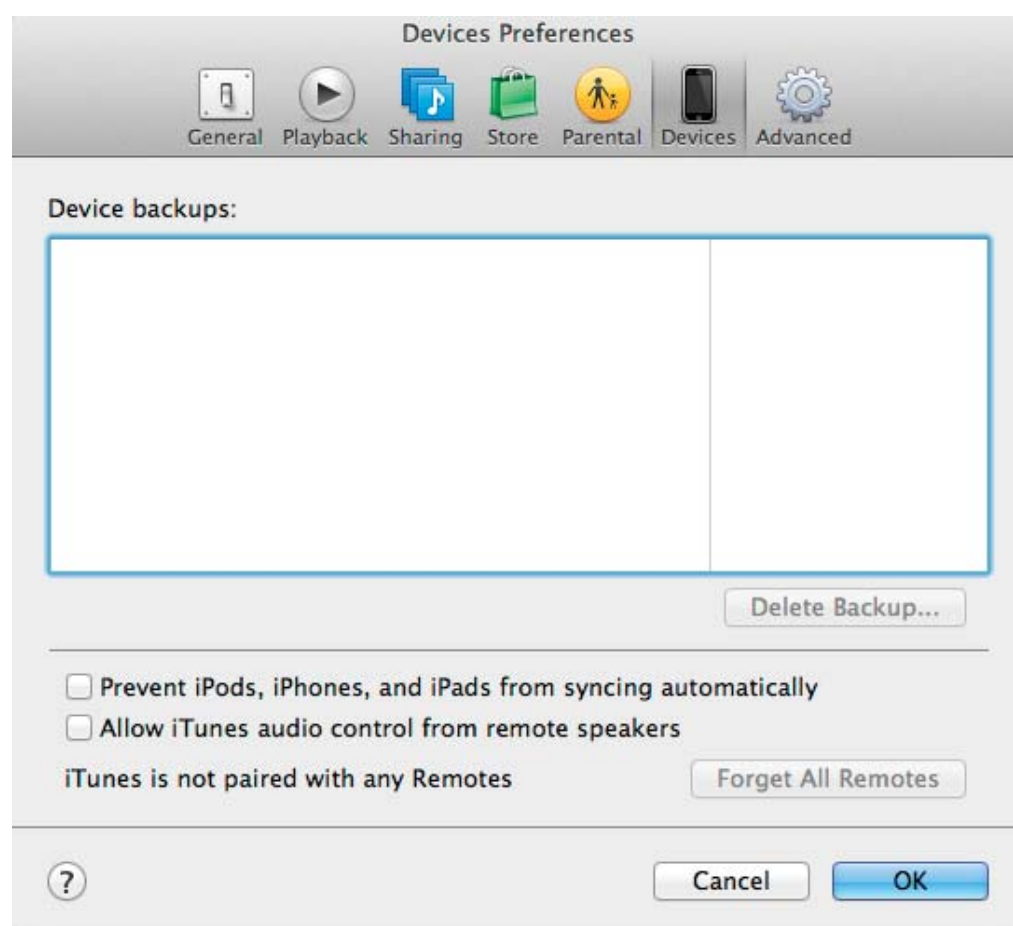 Devices Preferences
General Playback Sharing Store Parental Devices Advanced
Device backups:
Delete Backup...
Prevent iPods, iPhones, and iPads from syncing automatically
Allow iTunes audio control from remote speakers
iTunes is not paired with any Remotes Forget All Remotes
? Cancel OK